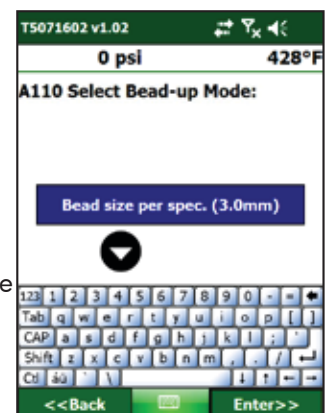 T5071602 v1.02
0 psi 428°F
A110 Select Bead-up Mode:
Bead size per spec. (3.0mm)
e
123 1 2 3 4 5 6 7 8 9 0 - =
Tab q w e r t y u i o p [ ]
CAP a s d f g h j k l ; '
Shift z x c v b n m , . /
Ctl áü ` \
<<Back Enter>>